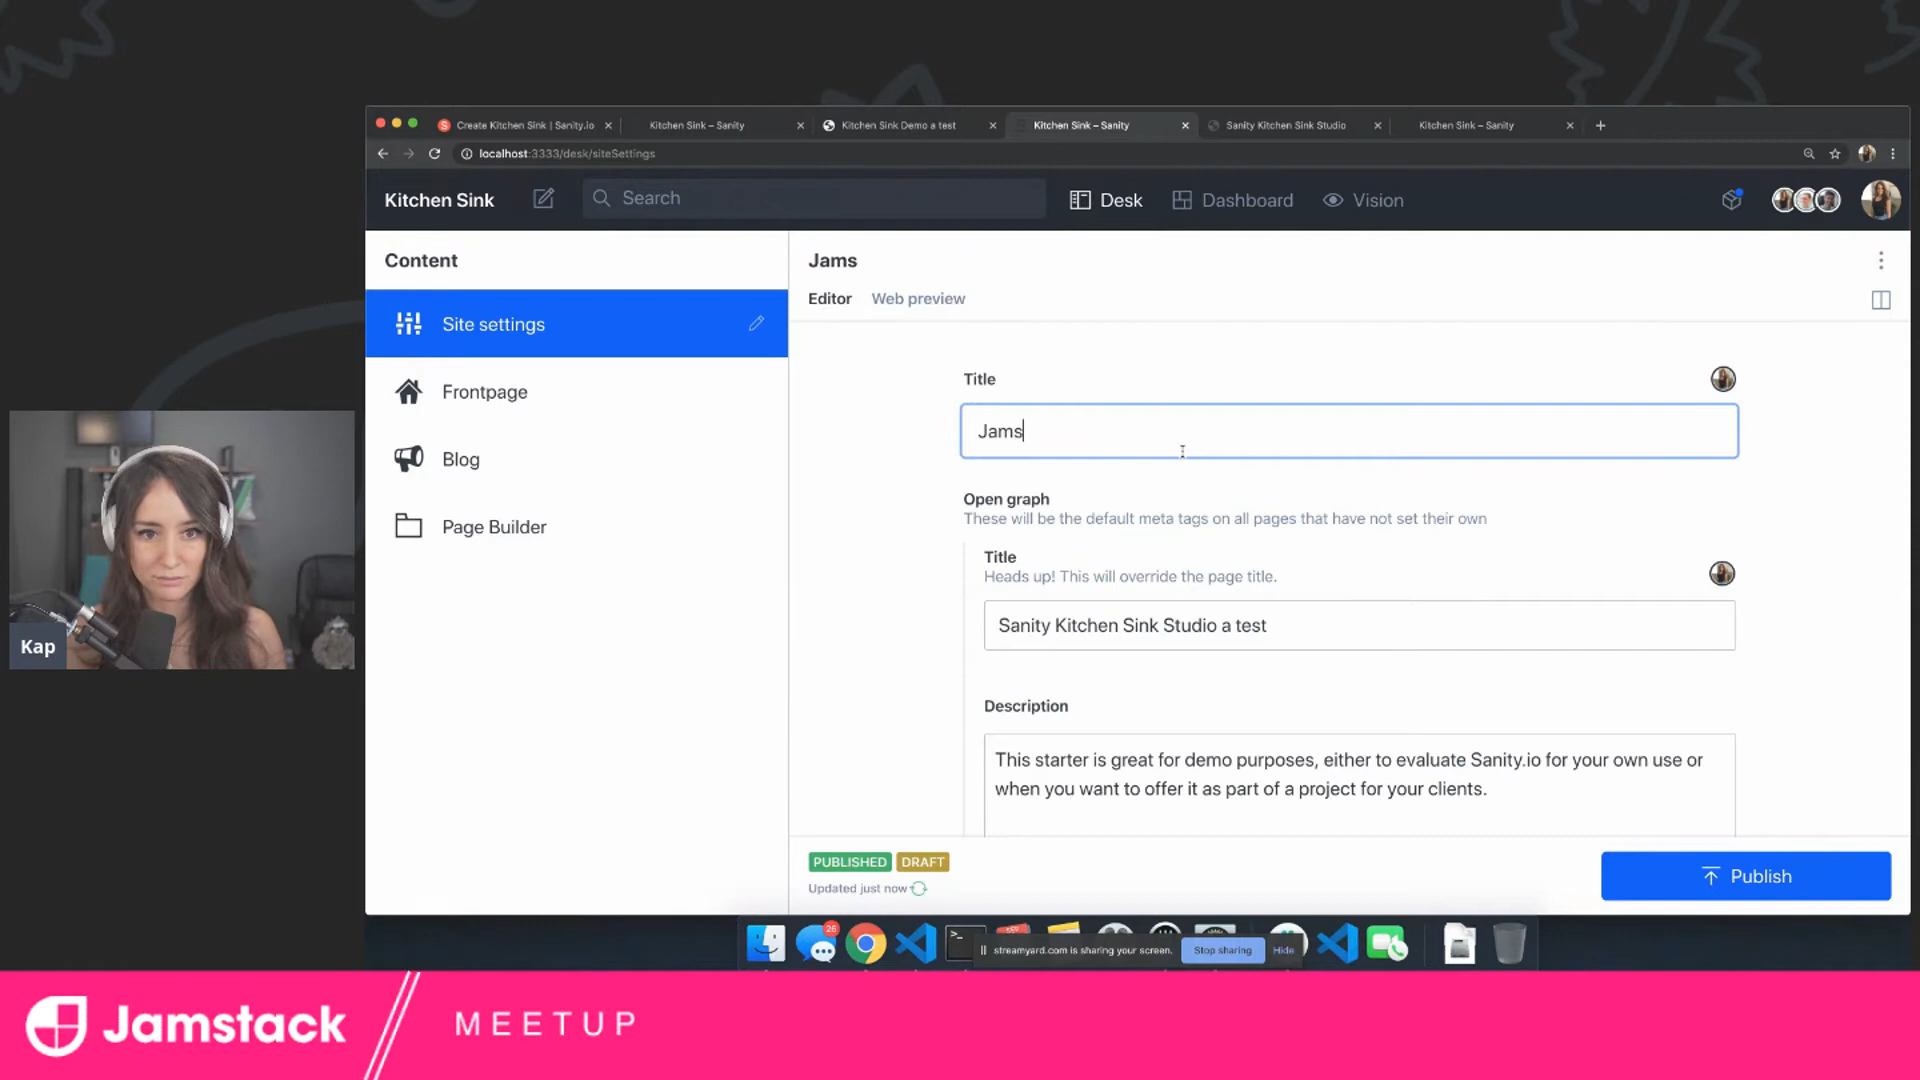 Create Kitchen Sink | Sanity.io
Kitchen Sink – Sanity
Kitchen Sink Demo a test
Kitchen Sink – Sanity
Sanity Kitchen Sink Studio
Kitchen Sink – Sanity
localhost:3333/desk/siteSettings
Kitchen Sink
Search
Desk
Dashboard
Vision
Content
Site settings
Frontpage
Blog
Page Builder
Jams
Editor
Web preview
Title
Jams
Open graph
These will be the default meta tags on all pages that have not set their own
Title
Heads up! This will override the page title.
Sanity Kitchen Sink Studio a test
Description
This starter is great for demo purposes, either to evaluate Sanity.io for your own use or
when you want to offer it as part of a project for your clients.
PUBLISHED
DRAFT
Updated just now
Publish
Kap
26
streamyard.com is sharing your screen.
Stop sharing
Hide
Jamstack
MEETUP